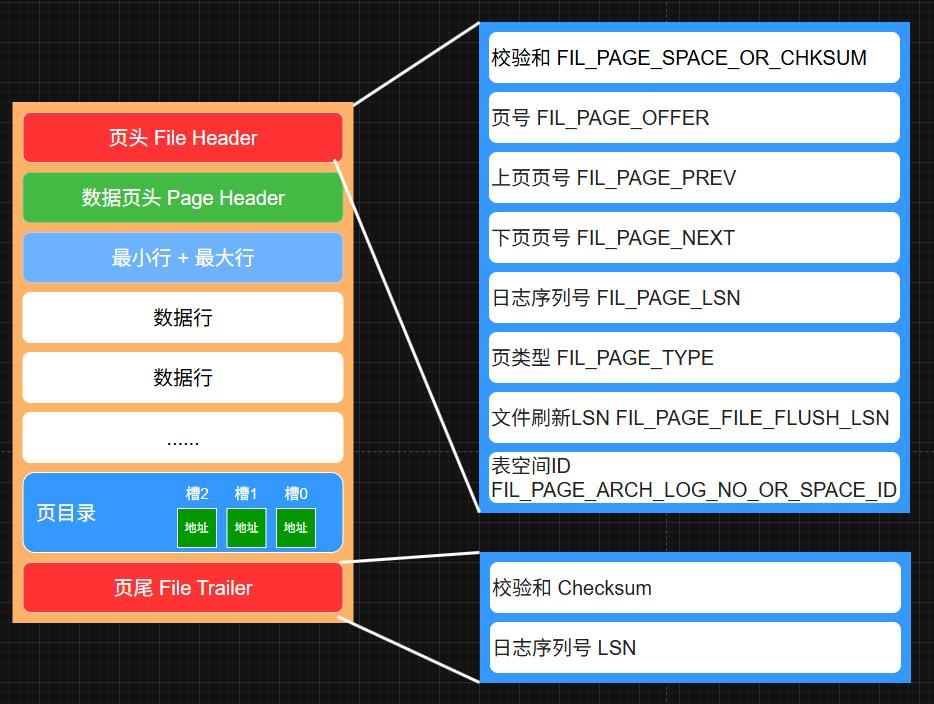 页头 File Header
数据页头 Page Header
最小行 + 最大行
数据行
数据行
......
页目录
槽2 槽1 槽0
地址 地址 地址
页尾 File Trailer
校验和 FIL_PAGE_SPACE_OR_CHKSUM
页号 FIL_PAGE_OFFER
上页页号 FIL_PAGE_PREV
下页页号 FIL_PAGE_NEXT
日志序列号 FIL_PAGE_LSN
页类型 FIL_PAGE_TYPE
文件刷新LSN FIL_PAGE_FILE_FLUSH_LSN
表空间ID
FIL_PAGE_ARCH_LOG_NO_OR_SPACE_ID
校验和 Checksum
日志序列号 LSN